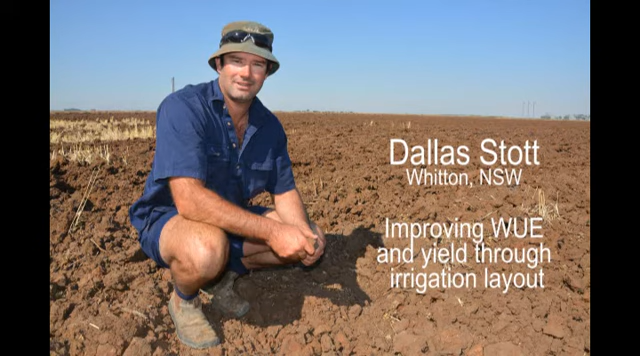 Dallas Stott
Whitton, NSW
Improving WUE
and yield through
irrigation layout